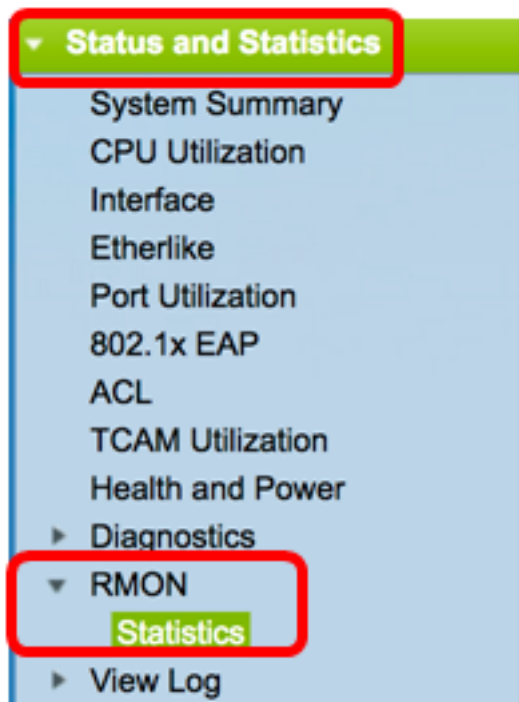 Status and Statistics
System Summary
CPU Utilization
Interface
Etherlike
Port Utilization
802.1x EAP
ACL
TCAM Utilization
Health and Power
Diagnostics
RMON
Statistics
View Log